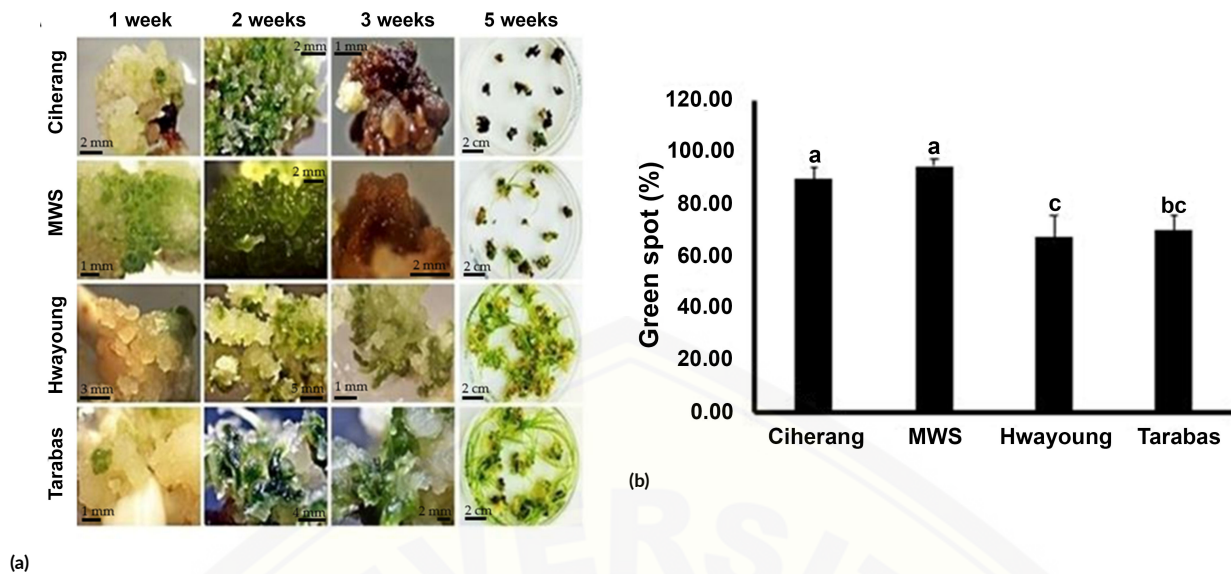 1 week 2 weeks 3 weeks 5 weeks
Ciherang
2 mm 2 mm 1 mm 2 cm
MWS
1 mm 2 mm 2 mm 2 cm
Hwayoung
3 mm 5 mm 1 mm 2 cm
Tarabas
1 mm 4 mm 2 mm 2 cm
(a)
Green spot (%)
120.00
100.00
80.00
60.00
40.00
20.00
0.00
a a c bc
Ciherang MWS Hwayoung Tarabas
(b)
VERSI